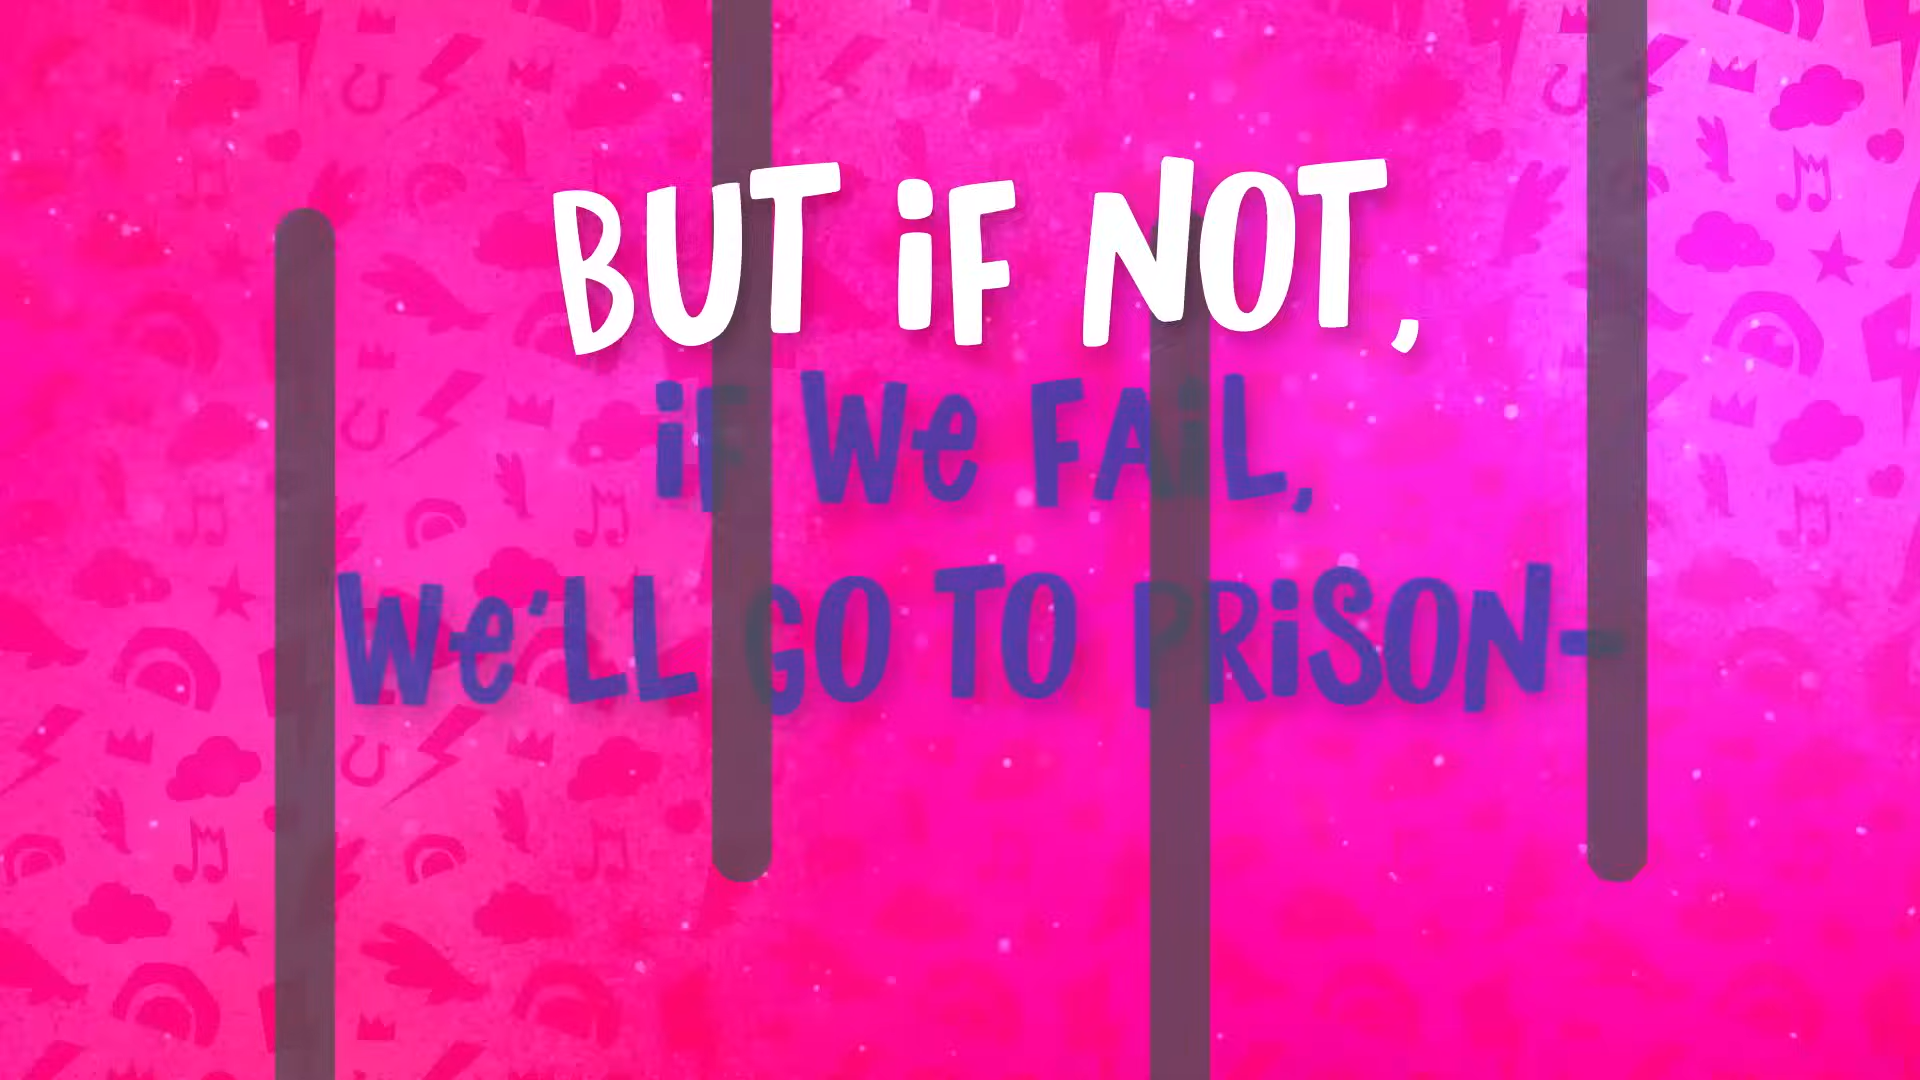 BUT iF NOT,
iF We FAiL,
We'LL GO TO PRiSON-